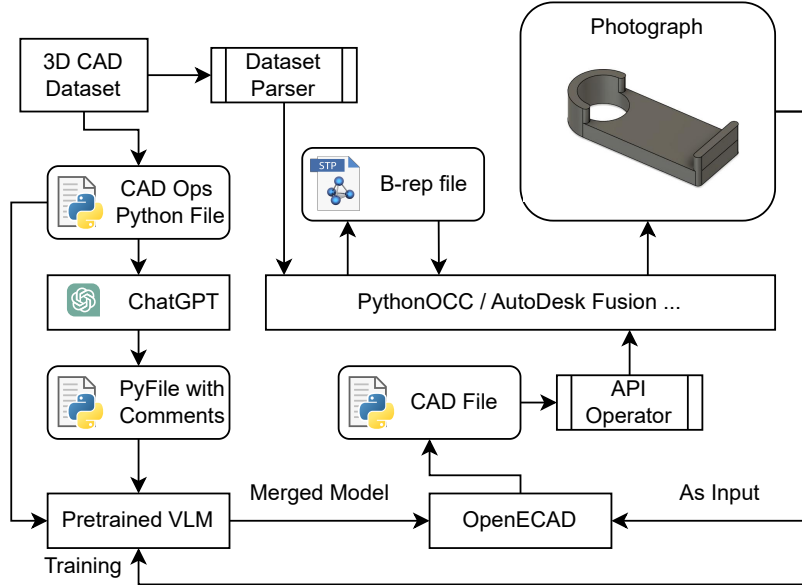 3D CAD
Dataset
Dataset
Parser
Photograph
STP
B-rep file
CAD Ops
Python File
ChatGPT
PythonOCC / AutoDesk Fusion ...
PyFile with
Comments
CAD File
API
Operator
Merged Model
As Input
Pretrained VLM
OpenECAD
Training